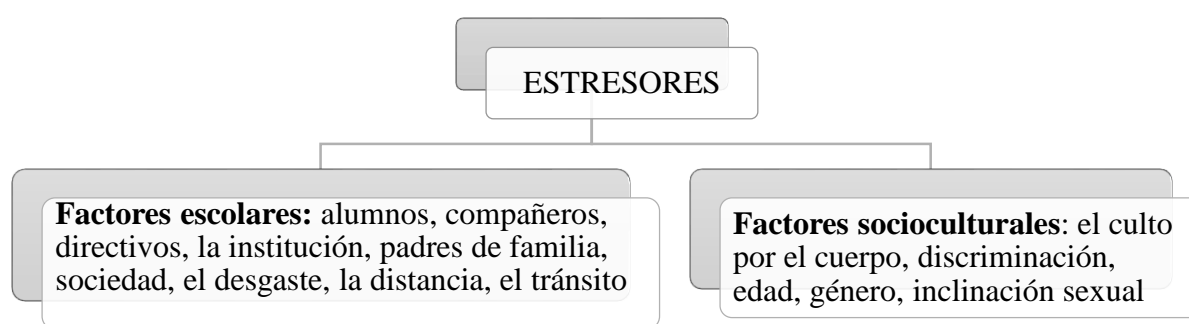 ESTRESORES
Factores escolares: alumnos, compañeros,
directivos, la institución, padres de familia,
sociedad, el desgaste, la distancia, el tránsito
Factores socioculturales: el culto
por el cuerpo, discriminación,
edad, género, inclinación sexual